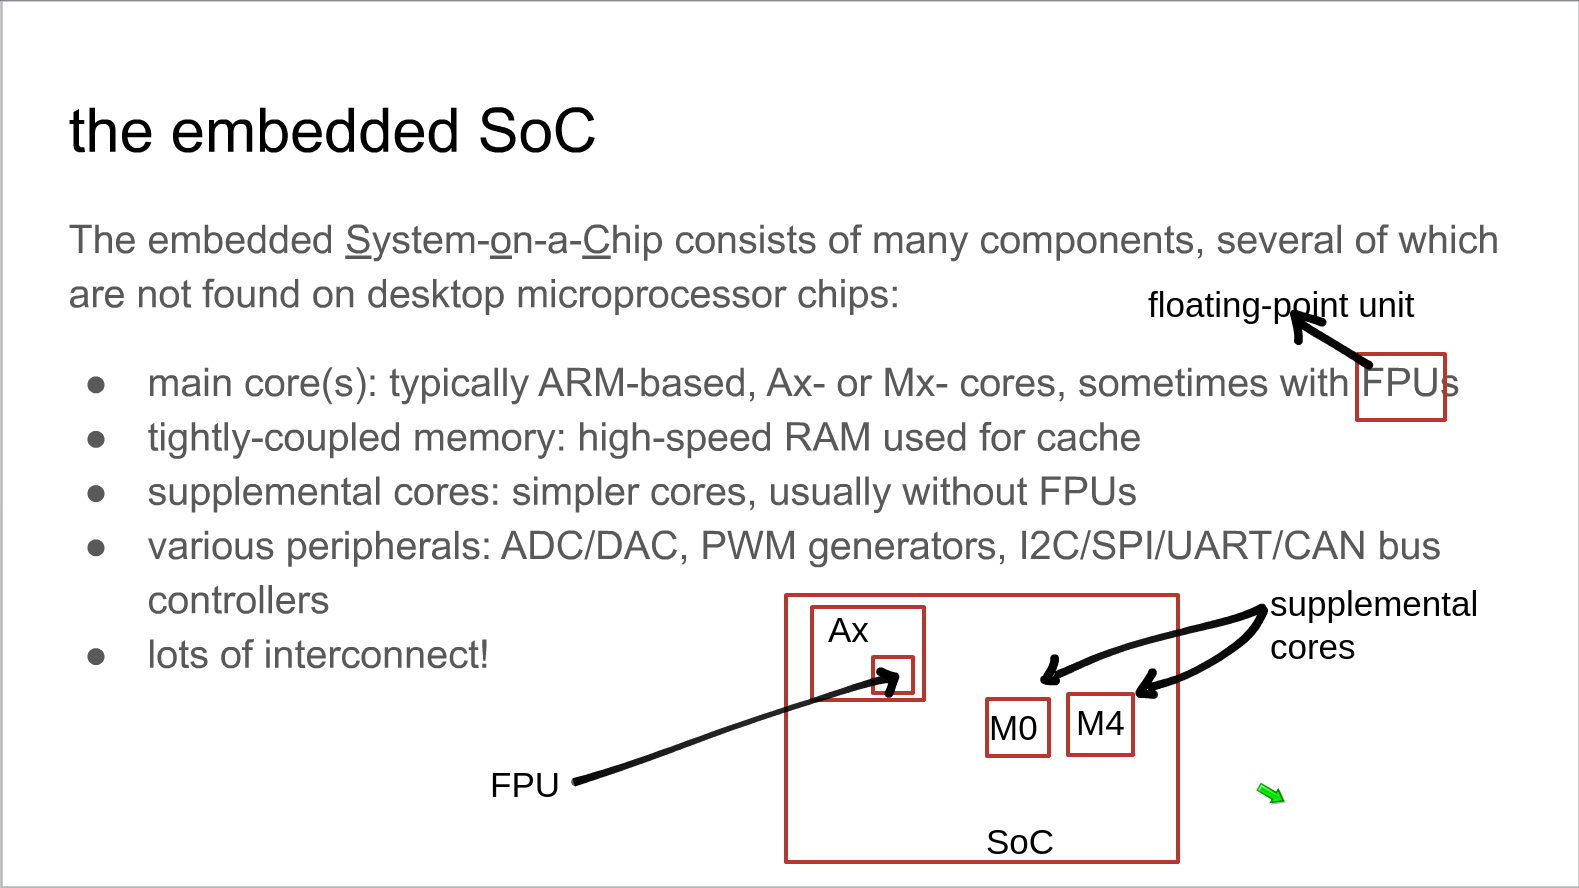 the embedded SoC
The embedded System-on-a-Chip consists of many components, several of which
are not found on desktop microprocessor chips:
floating-point unit
● main core(s): typically ARM-based, Ax- or Mx- cores, sometimes with FPUs
● tightly-coupled memory: high-speed RAM used for cache
● supplemental cores: simpler cores, usually without FPUs
● various peripherals: ADC/DAC, PWM generators, I2C/SPI/UART/CAN bus
controllers
● lots of interconnect!
supplemental
cores
Ax
M0
M4
FPU
SoC